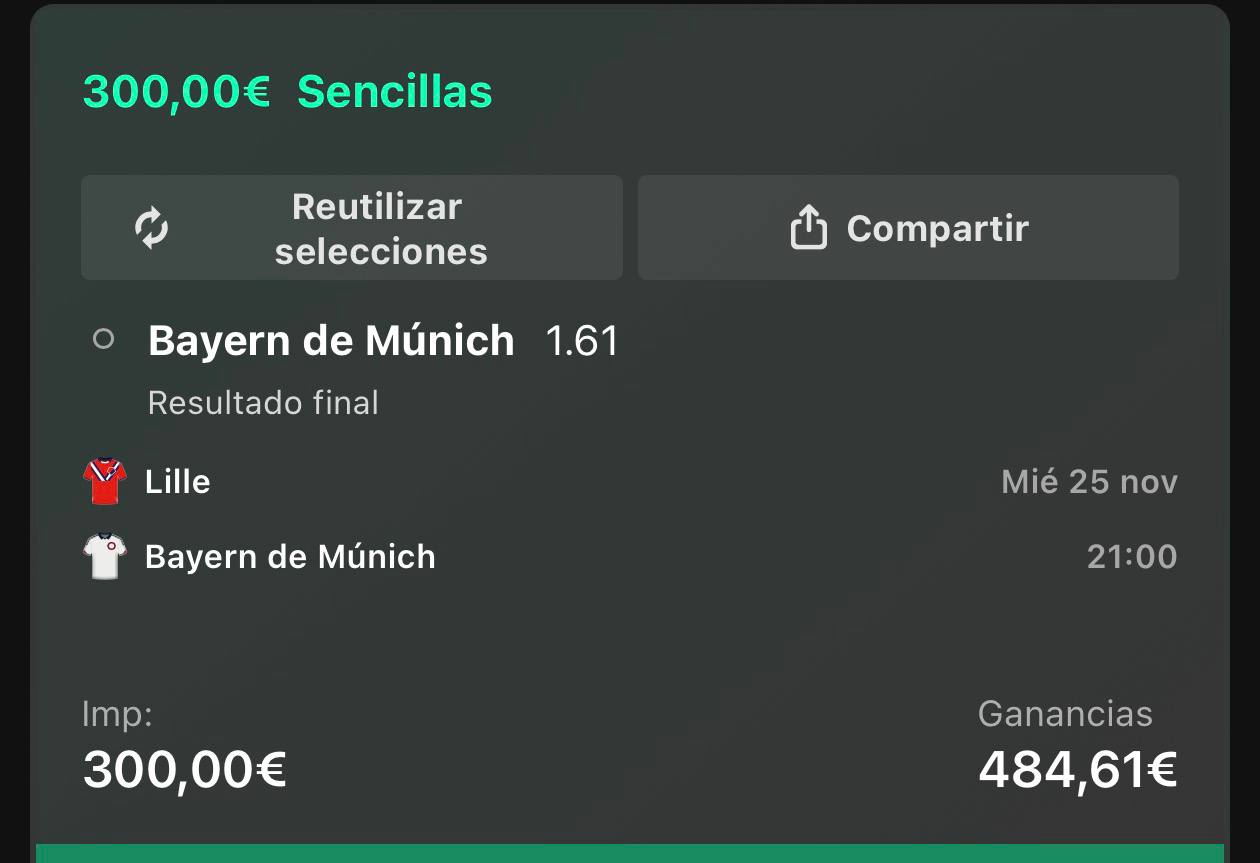 300,00€ Sencillas
Reutilizar
selecciones
Compartir
Bayern de Múnich 1.61
Resultado final
Lille
Mié 25 nov
Bayern de Múnich
21:00
Imp:
Ganancias
300,00€
484,61€